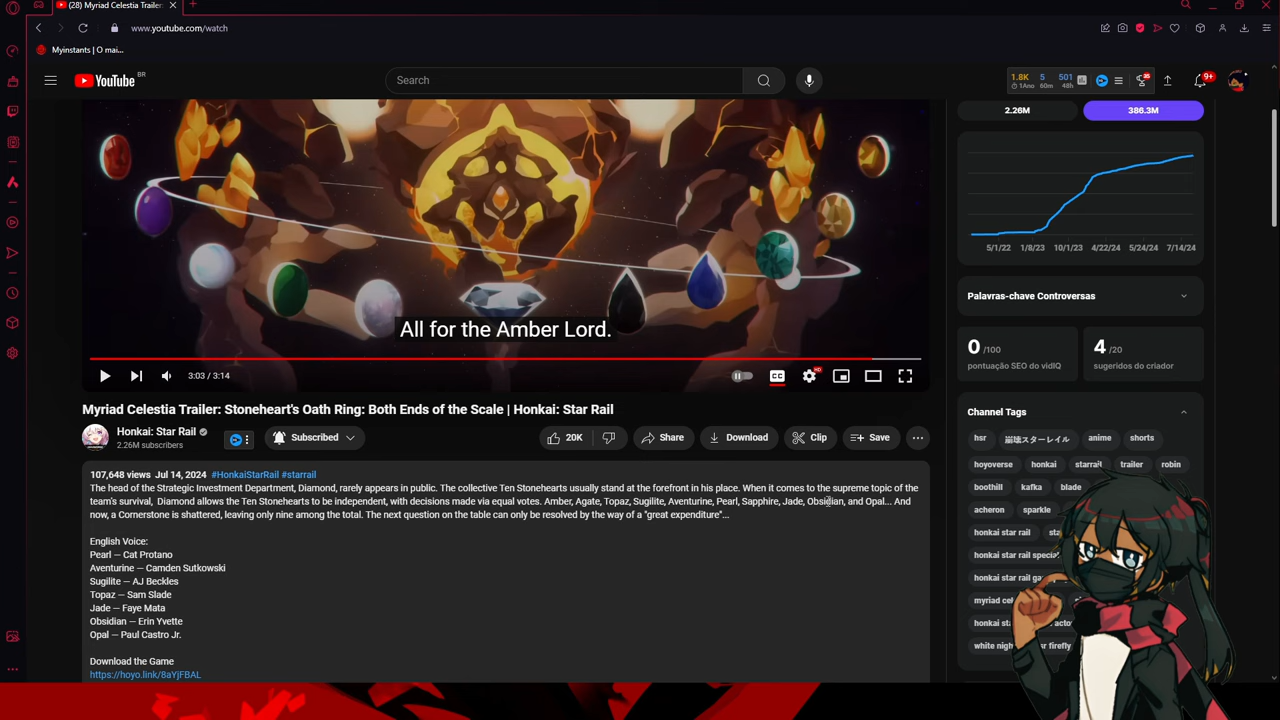 (28) Myriad Celestia Trailer:
www.youtube.com/watch
Myinstants | O mai...
YouTube BR
Search
1.8K 5 501
1Ano 60m 48h
9+
2.26M
386.3M
5/1/22 1/8/23 10/1/23 4/22/24 5/24/24 7/14/24
Palavras-chave Controversas
0 /100
pontuação SEO do vidIQ
4 /20
sugeridos do criador
Channel Tags
hsr 崩壊スターレイル anime shorts
hoyoverse honkai starrail trailer robin
boothill kafka blade
acheron sparkle
honkai star rail
honkai star rail
honkai star rail
myriad
honkai
white firefly
All for the Amber Lord.
3:03 / 3:14
CC
HD
Myriad Celestia Trailer: Stoneheart's Oath Ring: Both Ends of the Scale | Honkai: Star Rail
Honkai: Star Rail
2.26M subscribers
Subscribed
20K
Share
Download
Clip
Save
107,648 views Jul 14, 2024 #HonkaiStarRail #starrail
The head of the Strategic Investment Department, Diamond, rarely appears in public. The collective Ten Stonehearts usually stand at the forefront in his place. When it comes to the supreme topic of the
team's survival, Diamond allows the Ten Stonehearts to be independent, with decisions made via equal votes. Amber, Agate, Topaz, Sugilite, Aventurine, Pearl, Sapphire, Jade, Obsidian, and Opal... And
now, a Cornerstone is shattered, leaving only nine among the total. The next question on the table can only be resolved by the way of a "great expenditure"...
English Voice:
Pearl — Cat Protano
Aventurine — Camden Sutkowski
Sugilite — AJ Beckles
Topaz — Sam Slade
Jade — Faye Mata
Obsidian — Erin Yvette
Opal — Paul Castro Jr.
Download the Game
https://hoyo.link/8aYjFBAL